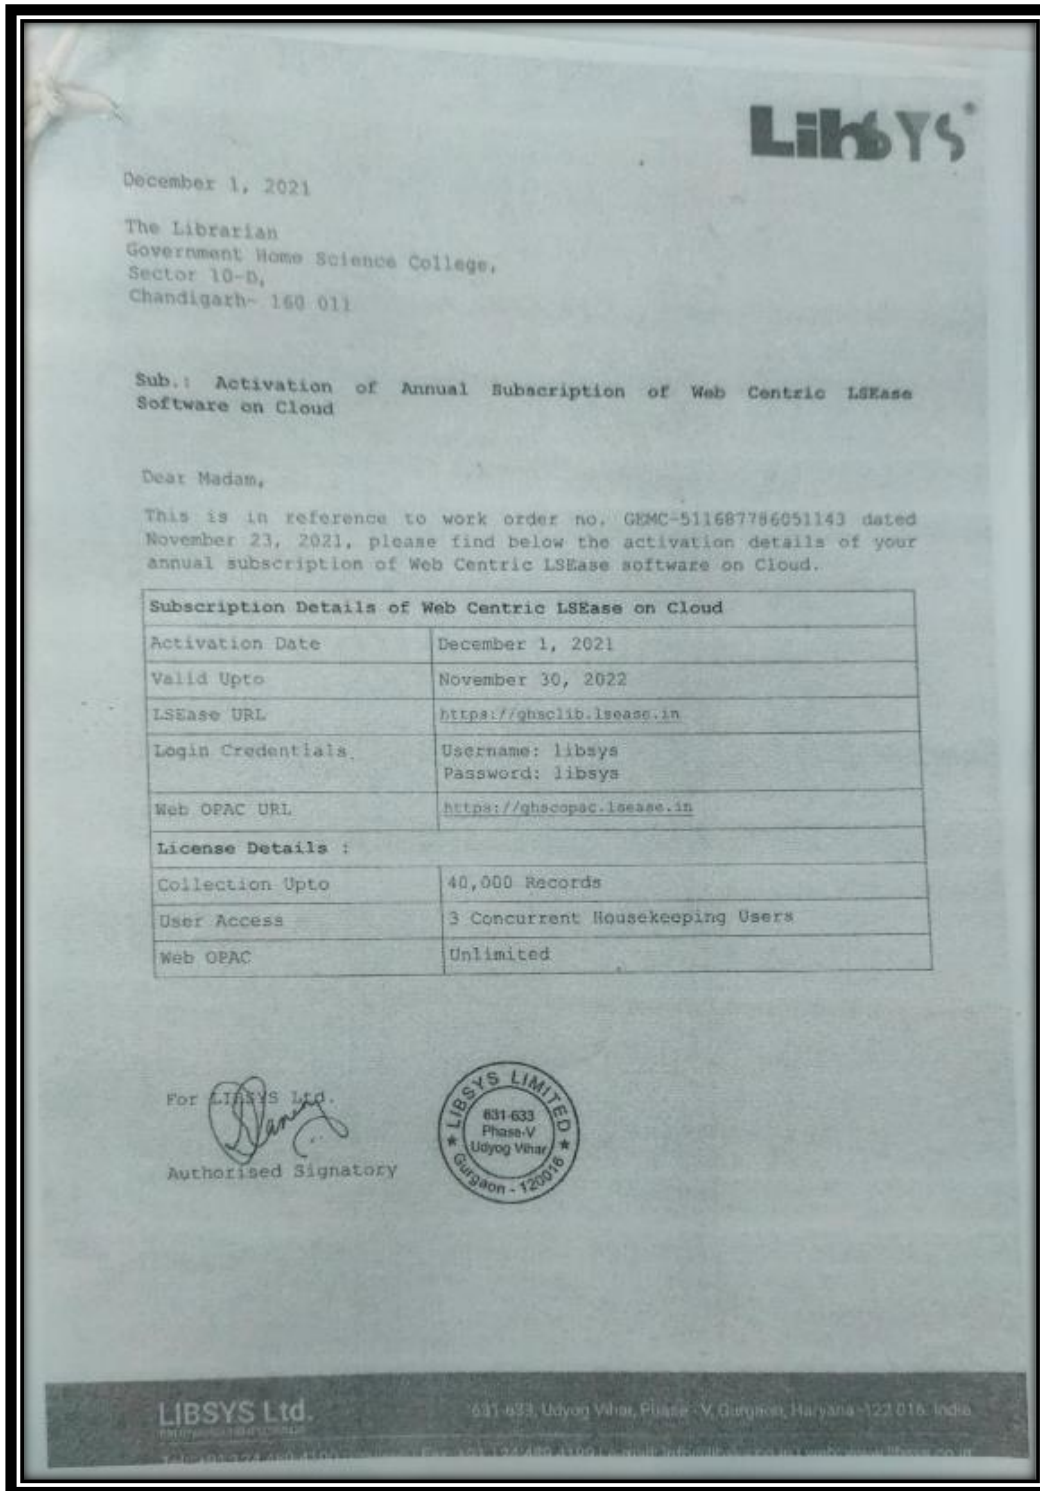 LibSYS®
December 1, 2021
The Librarian
Government Home Science College,
Sector 10-D,
Chandigarh- 160 011
Sub.: Activation of Annual Subscription of Web Centric LSEase
Software on Cloud
Dear Madam,
This is in reference to work order no. GEMC-511687786051143 dated
November 23, 2021, please find below the activation details of your
annual subscription of Web Centric LSEase software on Cloud.
Subscription Details of Web Centric LSEase on Cloud
Activation Date December 1, 2021
Valid Upto November 30, 2022
LSEase URL https://ghsclib.lsease.in
Login Credentials Username: libsys
Password: libsys
Web OPAC URL https://ghscopac.lsease.in
License Details :
Collection Upto 40,000 Records
User Access 3 Concurrent Housekeeping Users
Web OPAC Unlimited
For LIBSYS Ltd.
Authorised Signatory
LIBSYS LIMITED
631-633
Phase-V
Udyog Vihar
Gurgaon - 120016
LIBSYS Ltd.
631-633, Udyog Vihar, Phase - V, Gurgaon, Haryana -122 016. India